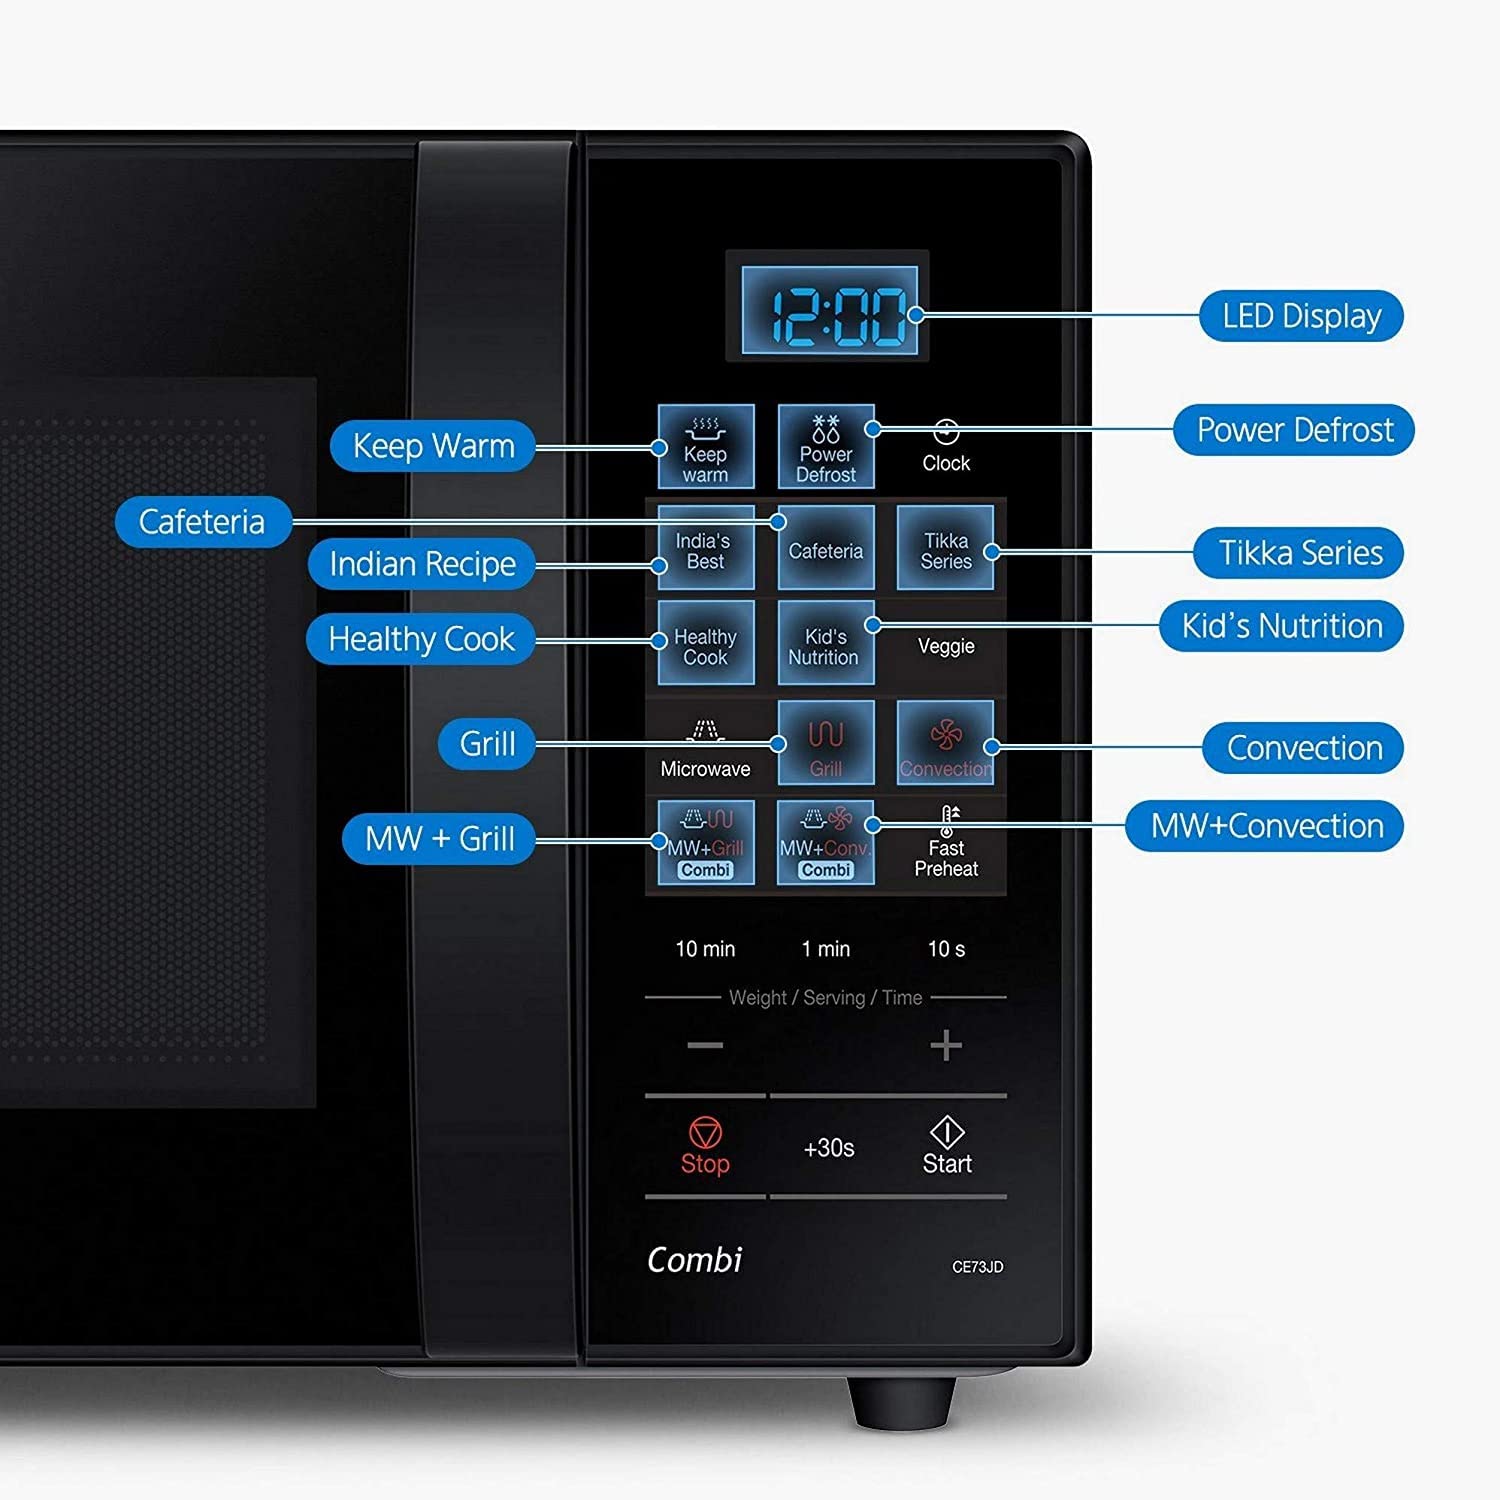 12:00
LED Display
Keep Warm
Keep
warm
Power
Defrost
Clock
Power Defrost
Cafeteria
Indian Recipe
India's
Best
Cafeteria
Tikka
Series
Tikka Series
Healthy Cook
Healthy
Cook
Kid's
Nutrition
Veggie
Kid's Nutrition
Grill
Microwave
Grill
Convection
Convection
MW + Grill
MW+Grill
Combi
MW+Conv.
Combi
Fast
Preheat
MW+Convection
10 min
1 min
10 s
Weight / Serving / Time
− +
Stop
+30s
Start
Combi
CE73JD